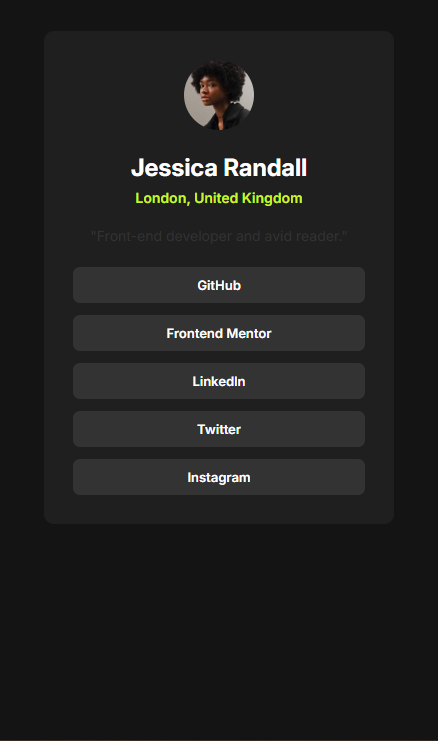 Jessica Randall
London, United Kingdom
"Front-end developer and avid reader."
GitHub
Frontend Mentor
LinkedIn
Twitter
Instagram